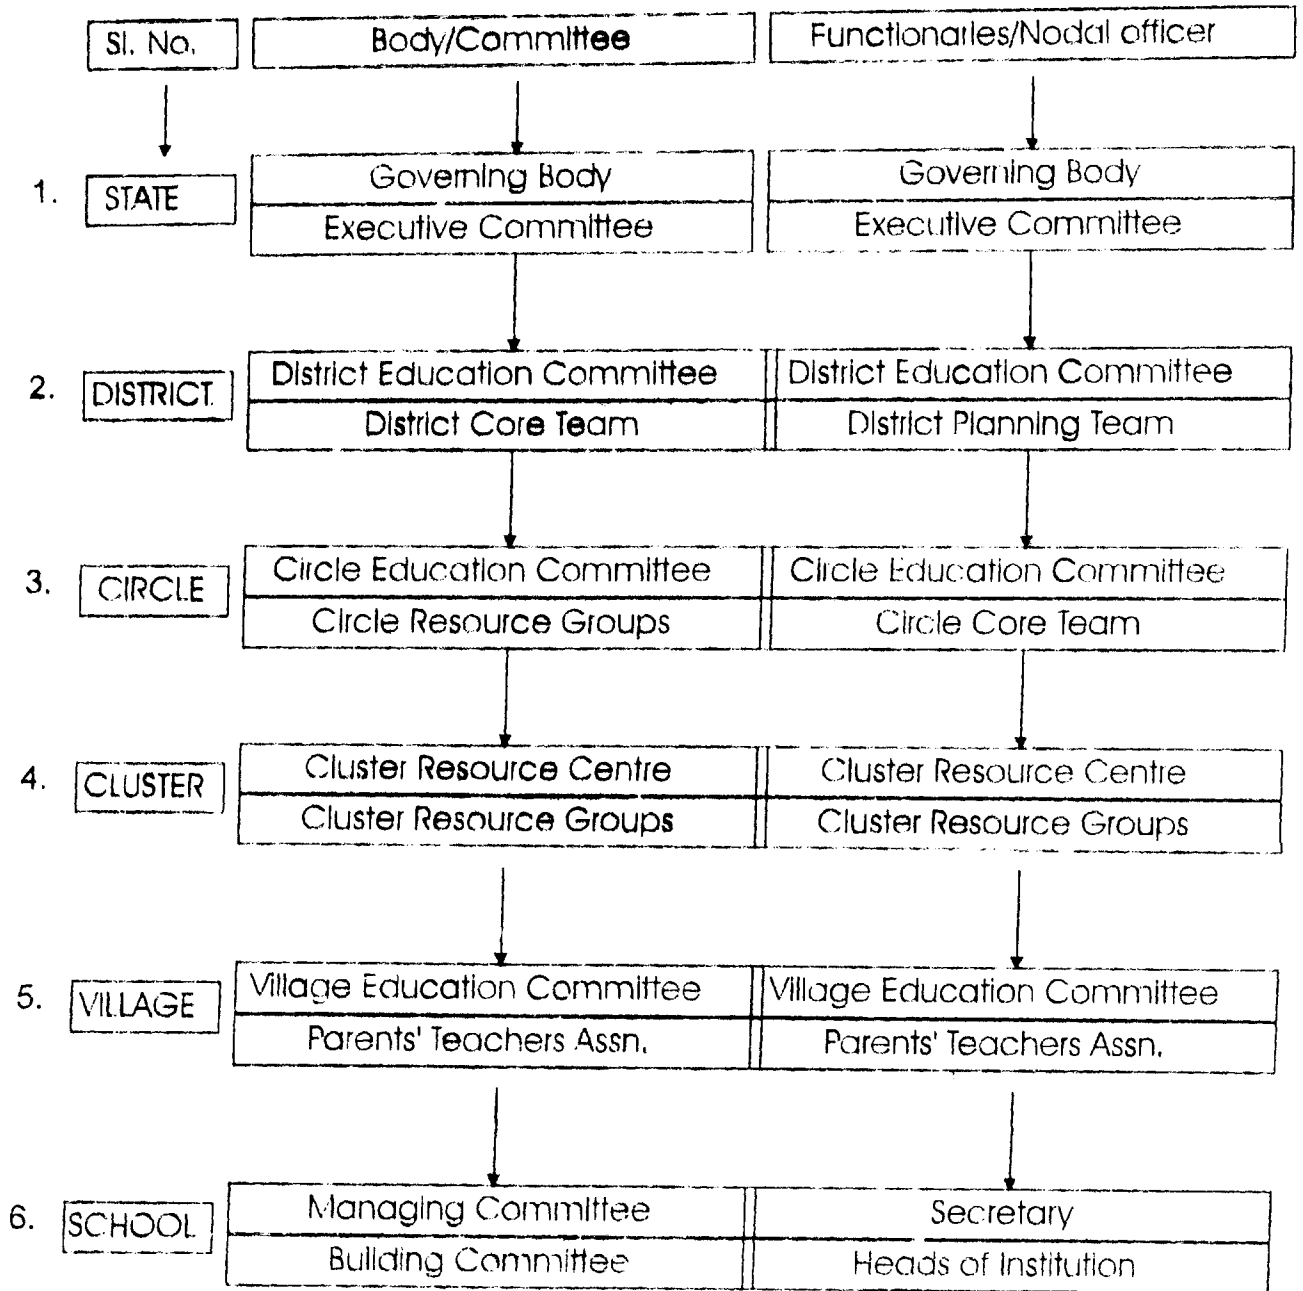 Sl. No. Body/Committee Functionaries/Nodal officer
1. STATE Governing Body Governing Body
Executive Committee Executive Committee
2. DISTRICT. District Education Committee District Education Committee
District Core Team District Planning Team
3. CIRCLE Circle Education Committee Circle Education Committee
Circle Resource Groups Circle Core Team
4. CLUSTER Cluster Resource Centre Cluster Resource Centre
Cluster Resource Groups Cluster Resource Groups
5. VILLAGE Village Education Committee Village Education Committee
Parents' Teachers Assn. Parents' Teachers Assn.
6. SCHOOL Managing Committee Secretary
Building Committee Heads of Institution